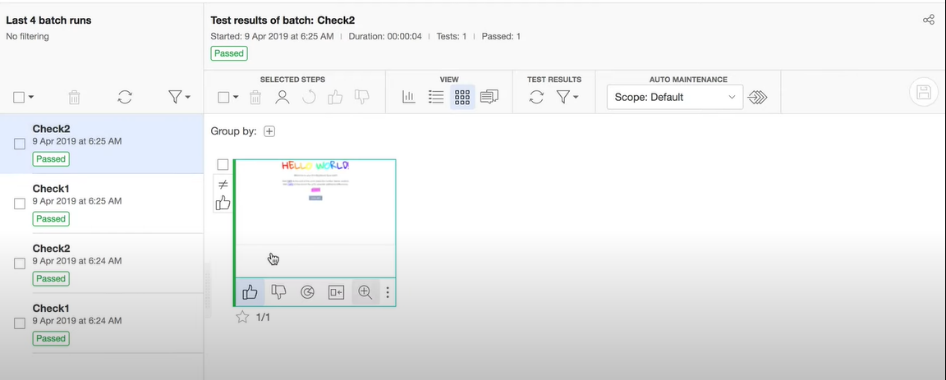 Last 4 batch runs
No filtering
Check2
9 Apr 2019 at 6:25 AM
Passed
Check1
9 Apr 2019 at 6:25 AM
Passed
Check2
9 Apr 2019 at 6:24 AM
Passed
Check1
9 Apr 2019 at 6:24 AM
Passed
Test results of batch: Check2
Started: 9 Apr 2019 at 6:25 AM | Duration: 00:00:04 | Tests: 1 | Passed: 1
Passed
SELECTED STEPS VIEW TEST RESULTS AUTO MAINTENANCE
Scope: Default
Group by:
HELLO WORLD!
1/1